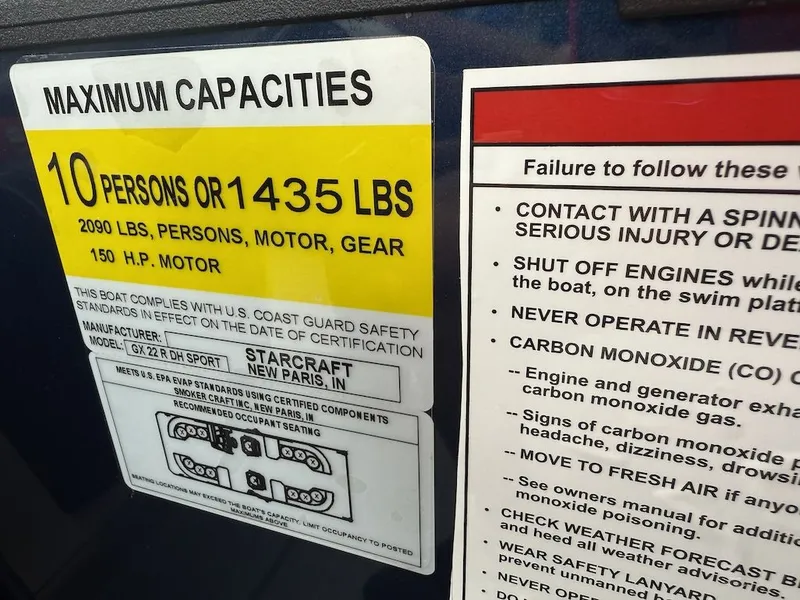 MAXIMUM CAPACITIES
10 PERSONS OR 1435 LBS
2090 LBS, PERSONS, MOTOR, GEAR
150 H.P. MOTOR
THIS BOAT COMPLIES WITH U.S. COAST GUARD SAFETY
STANDARDS IN EFFECT ON THE DATE OF CERTIFICATION
MANUFACTURER: STARCRAFT
MODEL: GX 22 R DH SPORT NEW PARIS, IN
MEETS U.S. EPA EVAP STANDARDS USING CERTIFIED COMPONENTS
SMOKER CRAFT INC, NEW PARIS, IN
RECOMMENDED OCCUPANT SEATING
SEATING LOCATIONS MAY EXCEED THE BOAT'S CAPACITY. LIMIT OCCUPANTY TO POSTED
MAXIMUMS ABOVE
Failure to follow these
• CONTACT WITH A SPINN
SERIOUS INJURY OR DE
• SHUT OFF ENGINES while
the boat, on the swim platf
• NEVER OPERATE IN REVE
• CARBON MONOXIDE (CO) C
-- Engine and generator exha
carbon monoxide gas.
-- Signs of carbon monoxide p
headache, dizziness, drowsi
-- MOVE TO FRESH AIR if anyo
-- See owners manual for additio
monoxide poisoning.
• CHECK WEATHER FORECAST B
and heed all weather advisories.
• WEAR SAFETY LANYARD
prevent unmanned b
• NEVER OPER
• DO